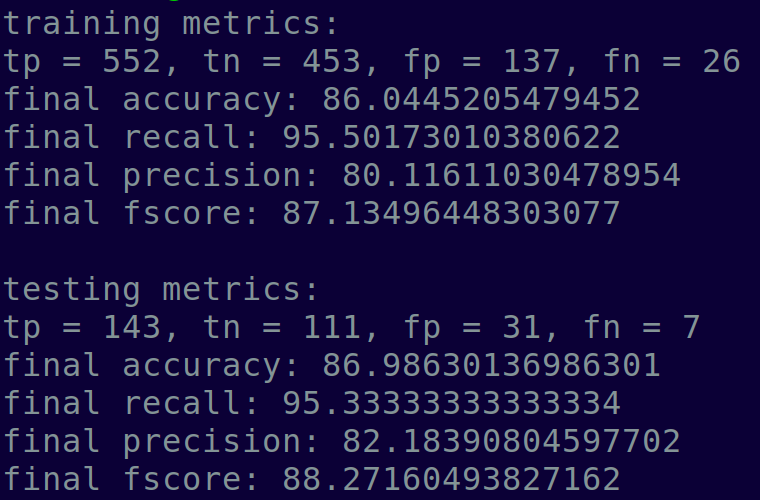 training metrics:
tp = 552, tn = 453, fp = 137, fn = 26
final accuracy: 86.0445205479452
final recall: 95.50173010380622
final precision: 80.11611030478954
final fscore: 87.13496448303077
testing metrics:
tp = 143, tn = 111, fp = 31, fn = 7
final accuracy: 86.98630136986301
final recall: 95.33333333333334
final precision: 82.18390804597702
final fscore: 88.27160493827162